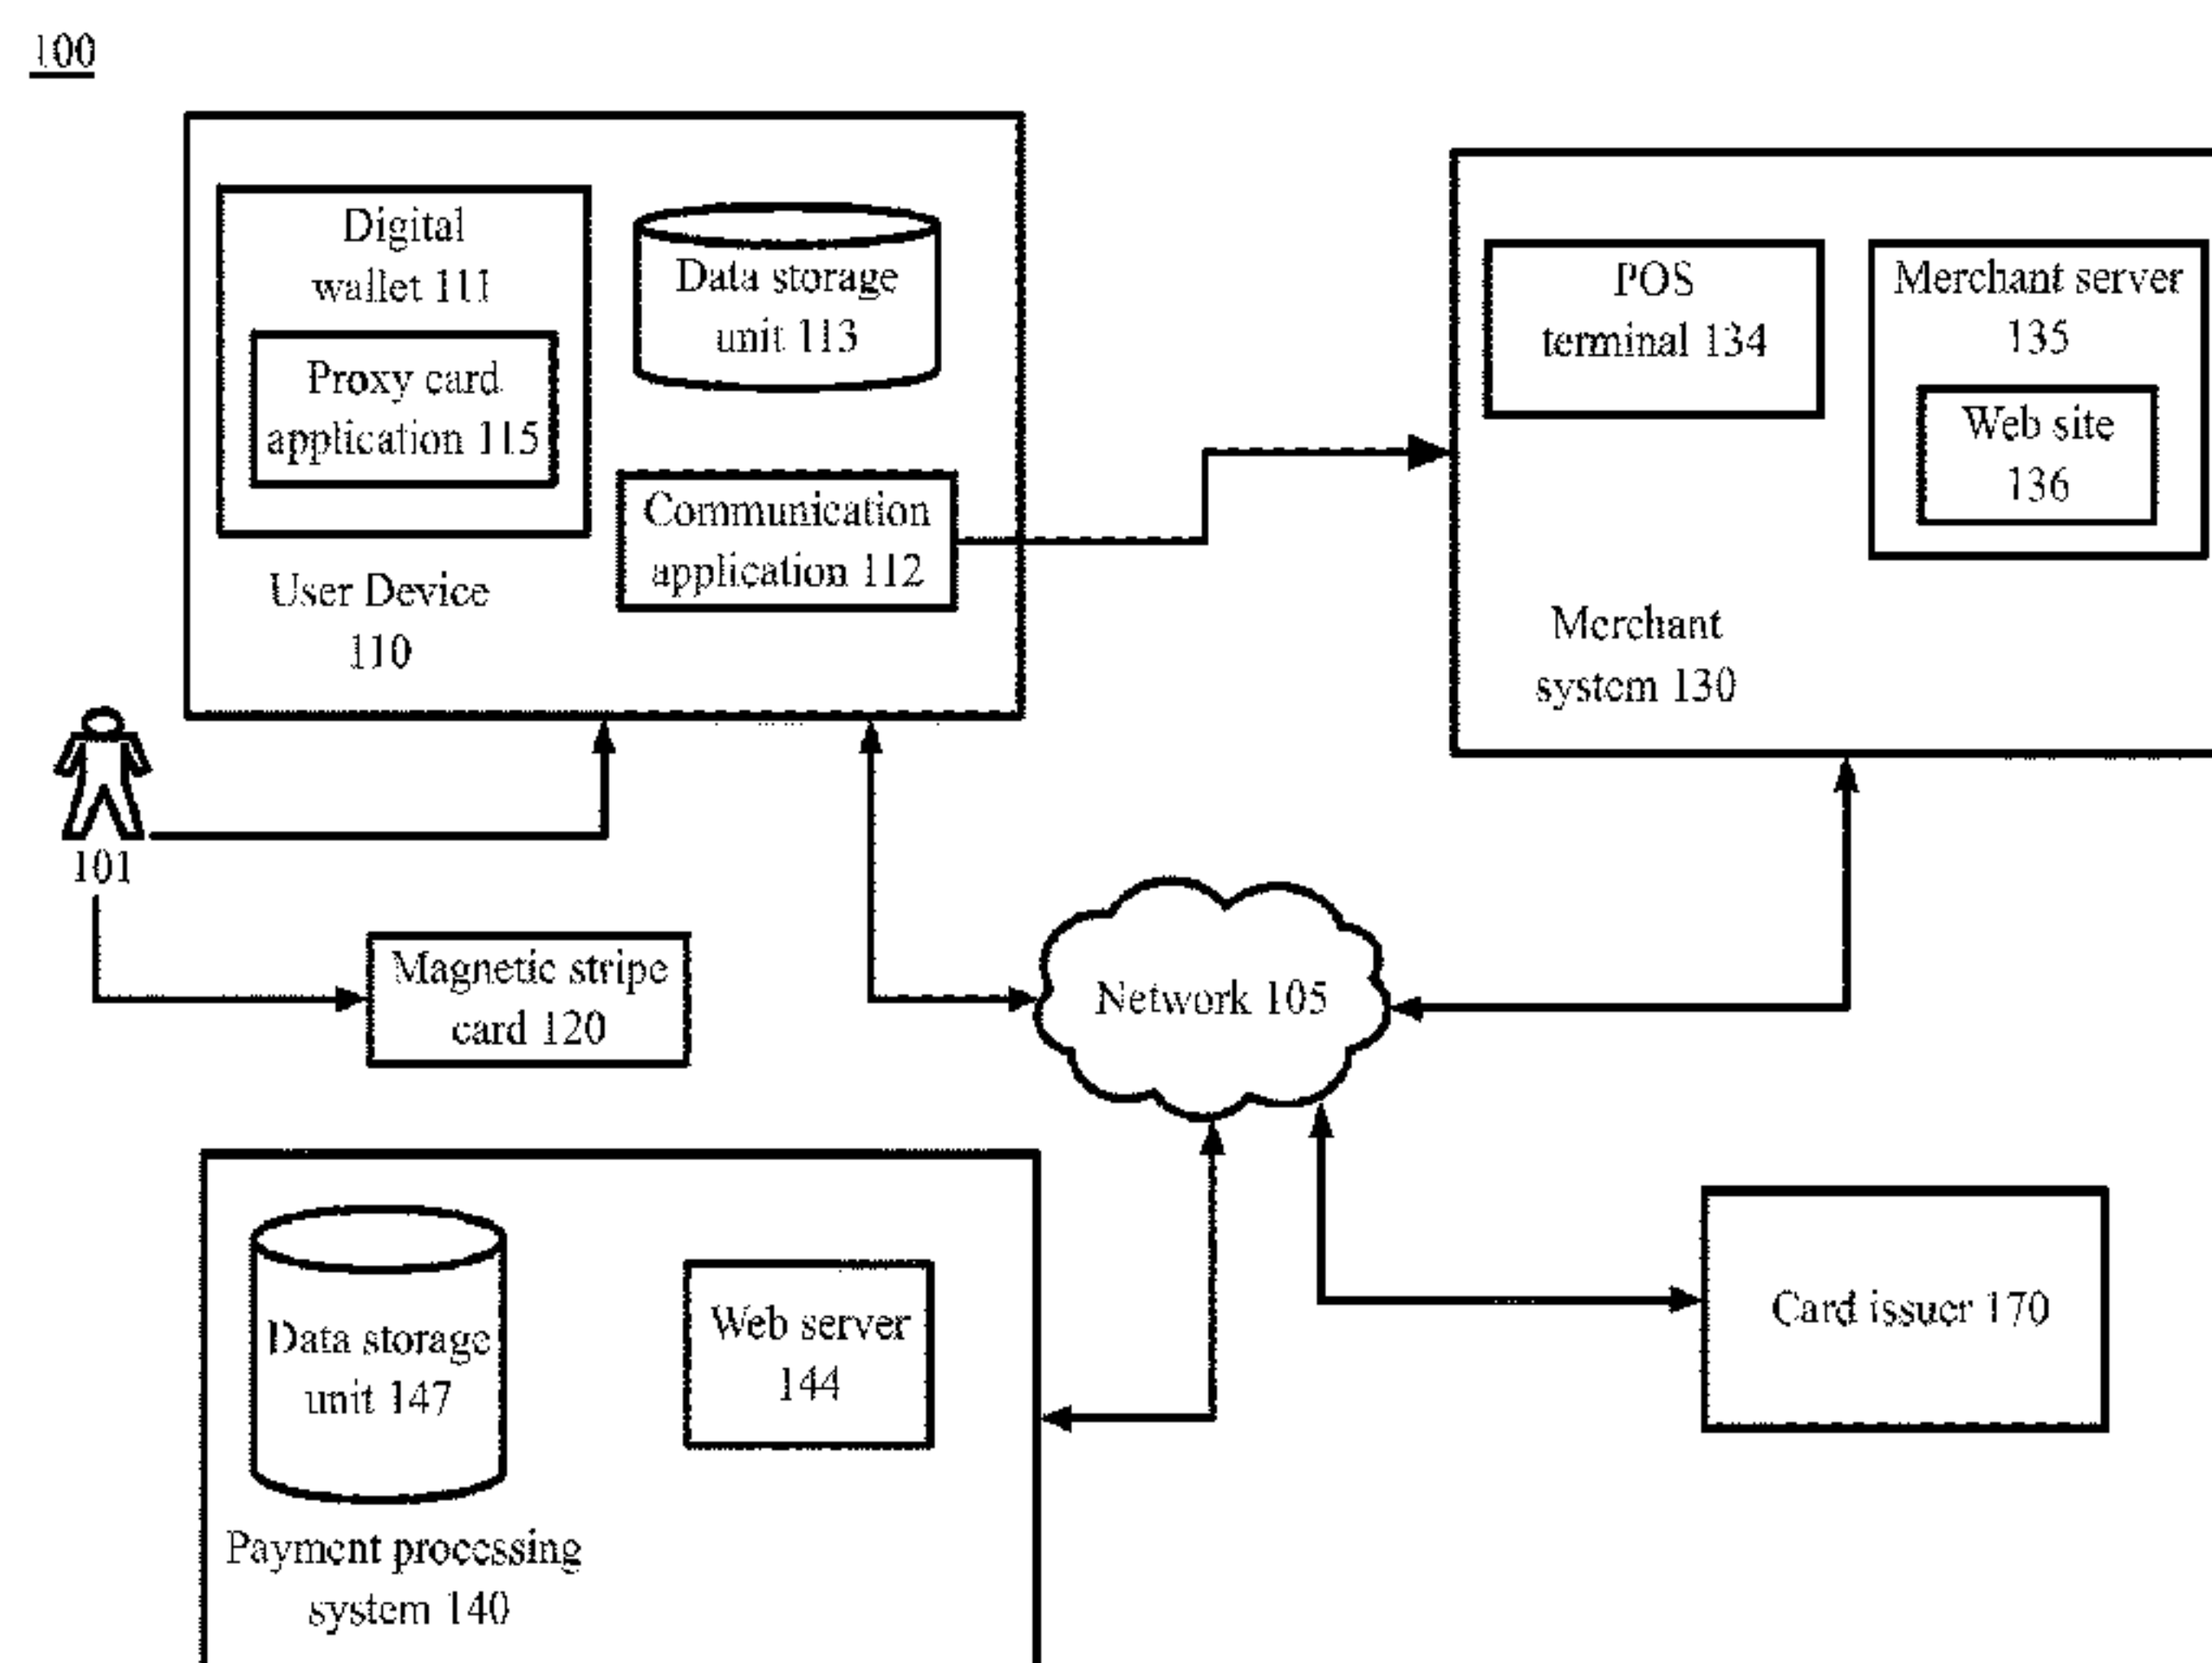 100
Digital
wallet 111
Proxy card
application 115
Data storage
unit 113
Communication
application 112
User Device
110
POS
terminal 134
Merchant server
135
Web site
136
Merchant
system 130
101
Magnetic stripe
card 120
Network 105
Data storage
unit 147
Web server
144
Payment processing
system 140
Card issuer 170